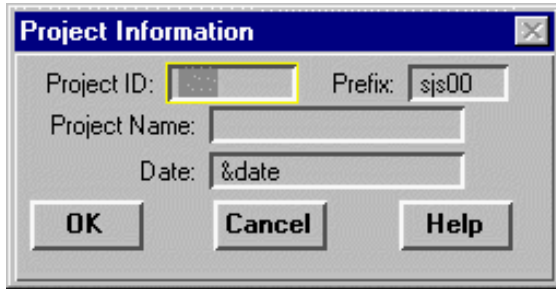 Project Information
Project ID: Prefix: sjs00
Project Name:
Date: &date
OK Cancel Help